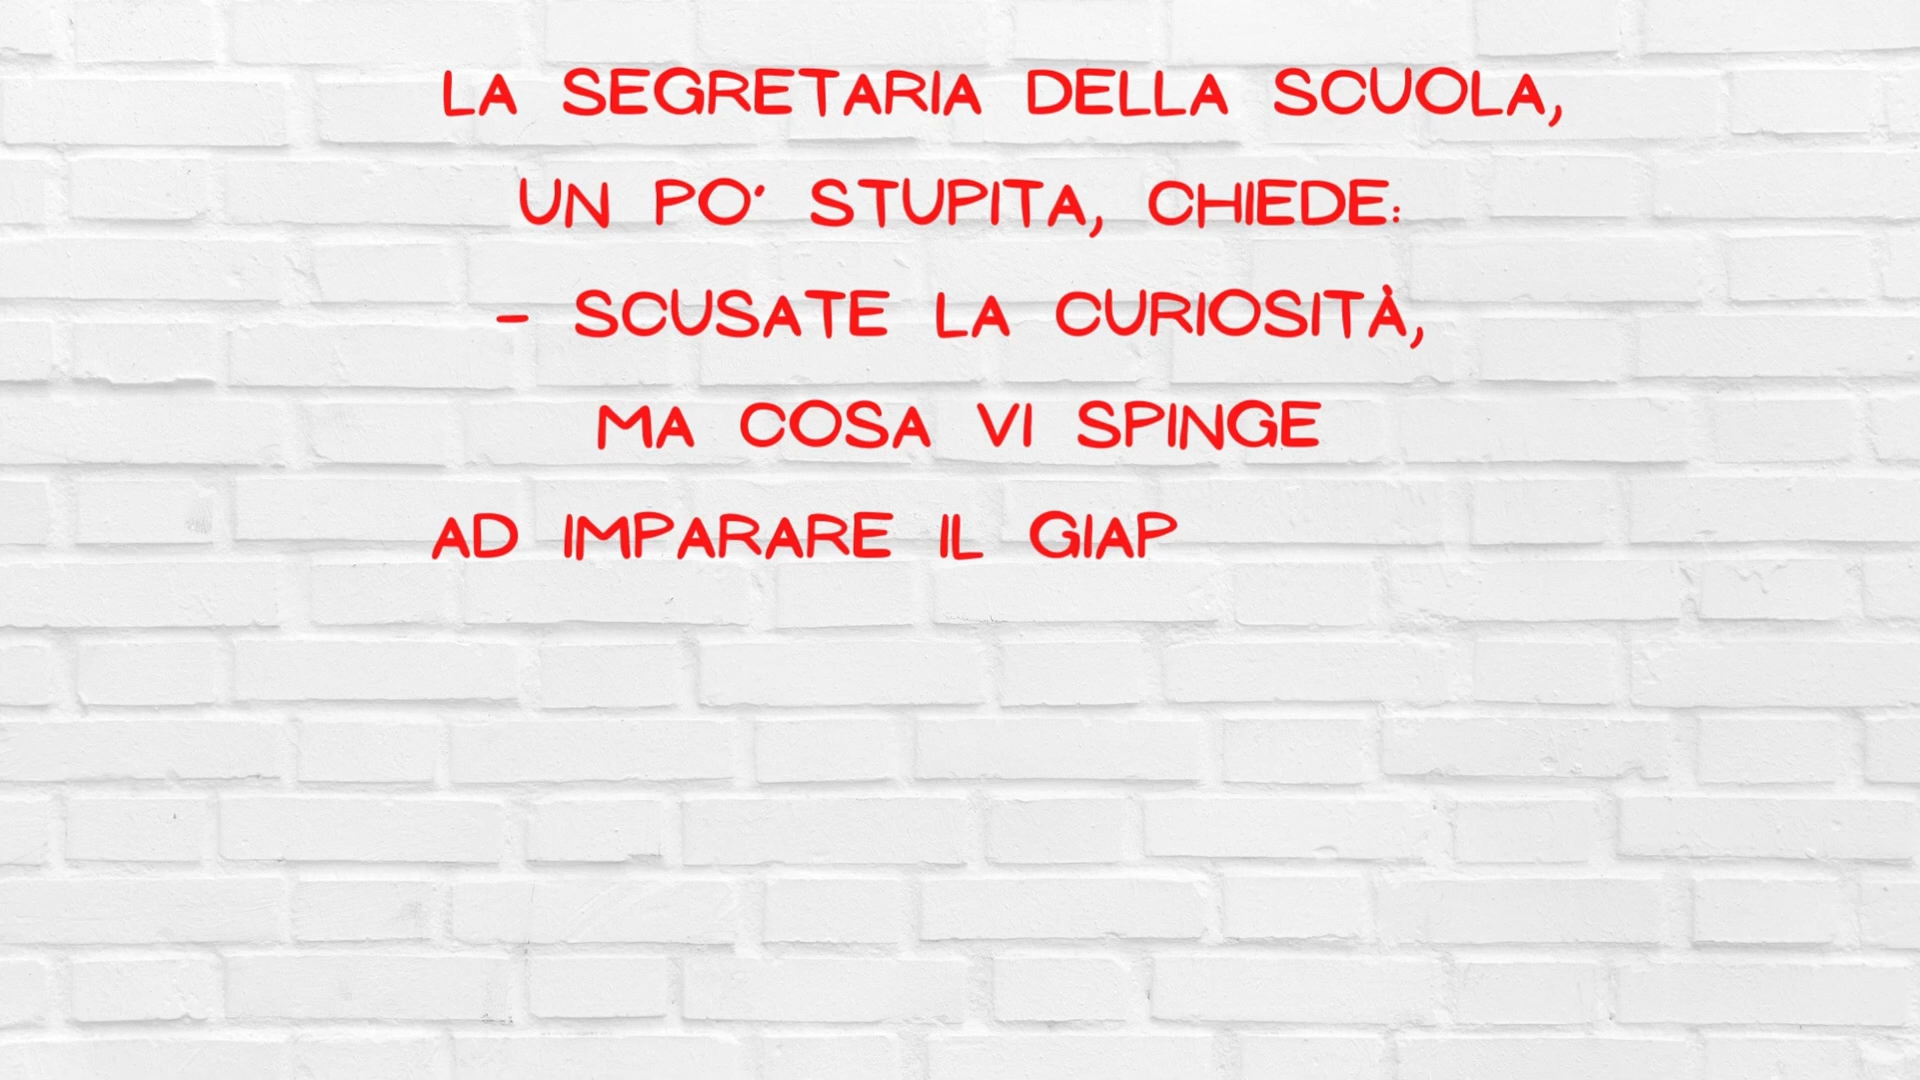 LA SEGRETARIA DELLA SCUOLA,
UN PO' STUPITA, CHIEDE:
- SCUSATE LA CURIOSITÀ,
MA COSA VI SPINGE
AD IMPARARE IL GIAP